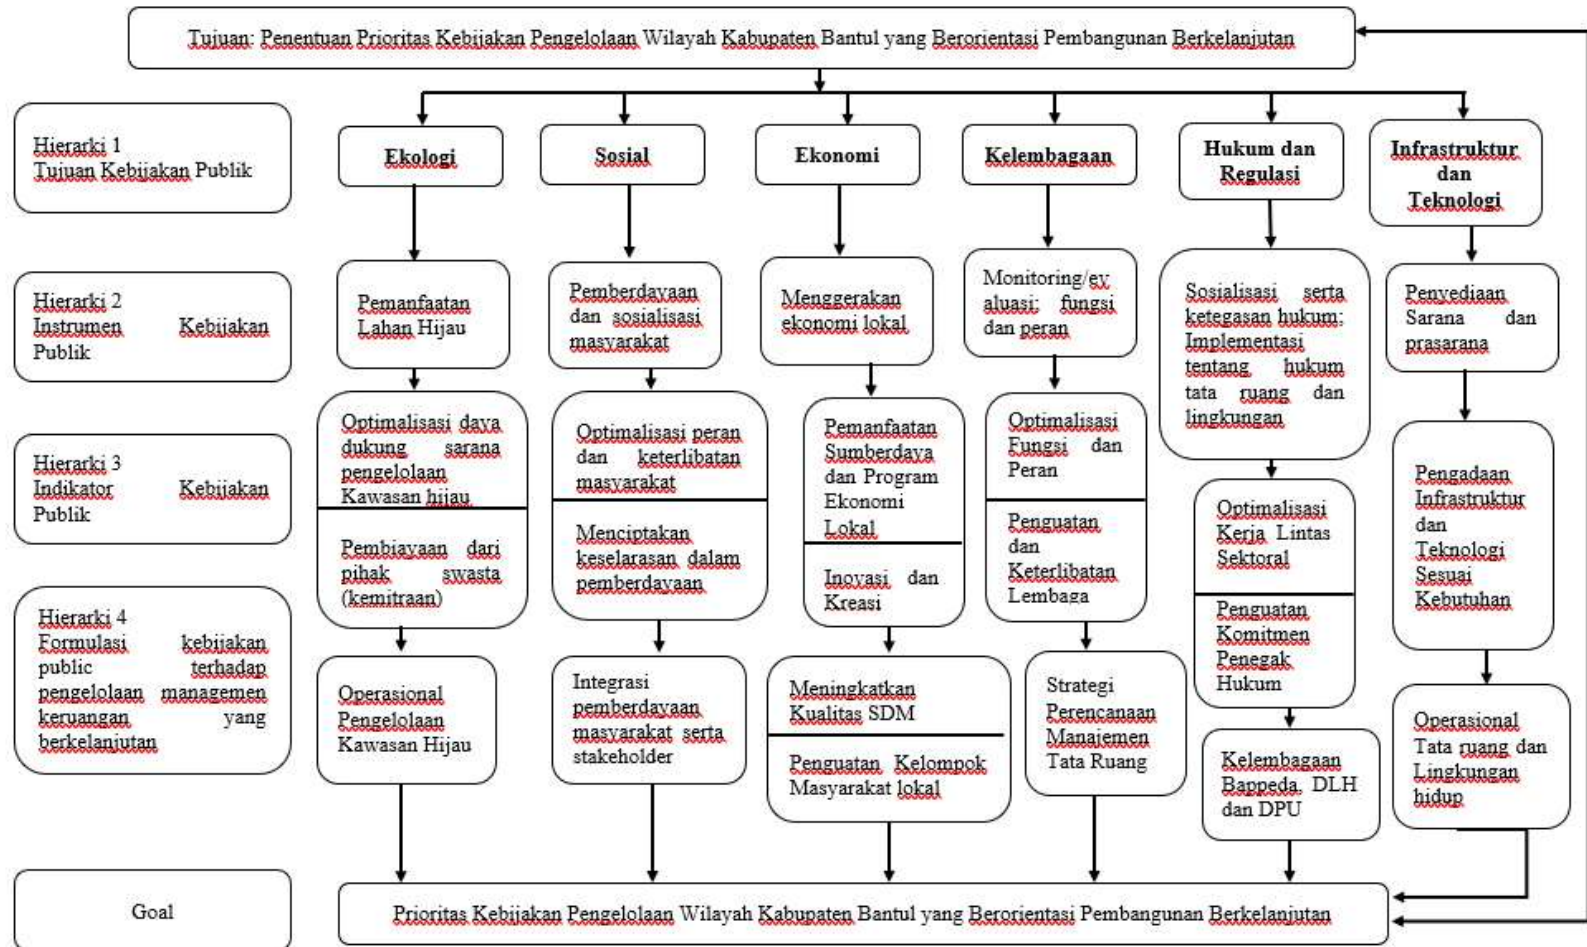 Tujuan: Penentuan Prioritas Kebijakan Pengelolaan Wilayah Kabupaten Bantul yang Berorientasi Pembangunan Berkelanjutan
Hierarki 1
Tujuan Kebijakan Publik
Ekologi
Sosial
Ekonomi
Kelembagaan
Hukum dan
Regulasi
Infrastruktur
dan
Teknologi
Hierarki 2
Instrumen Kebijakan
Publik
Pemanfaatan
Lahan Hijau
Pemberdayaan
dan sosialisasi
masyarakat
Menggerakan
ekonomi lokal
Monitoring/ev
aluasi; fungsi
dan peran
Sosialisasi serta
ketegasan hukum;
Implementasi
tentang hukum
tata ruang dan
lingkungan
Penyediaan
Sarana dan
prasarana
Hierarki 3
Indikator Kebijakan
Publik
Optimalisasi daya
dukung sarana
pengelolaan
Kawasan hijau
Pembiayaan dari
pihak swasta
(kemitraan)
Optimalisasi peran
dan keterlibatan
masyarakat
Menciptakan
keselarasan dalam
pemberdayaan
Pemanfaatan
Sumberdaya
dan Program
Ekonomi
Lokal
Inovasi dan
Kreasi
Optimalisasi
Fungsi dan
Peran
Penguatan
dan
Keterlibatan
Lembaga
Optimalisasi
Kerja Lintas
Sektoral
Penguatan
Komitmen
Penegak
Hukum
Pengadaan
Infrastruktur
dan
Teknologi
Sesuai
Kebutuhan
Hierarki 4
Formulasi kebijakan
public terhadap
pengelolaan managemen
keruangan yang
berkelanjutan
Operasional
Pengelolaan
Kawasan Hijau
Integrasi
pemberdayaan
masyarakat serta
stakeholder
Meningkatkan
Kualitas SDM
Penguatan Kelompok
Masyarakat lokal
Strategi
Perencanaan
Manajemen
Tata Ruang
Kelembagaan
Bappeda, DLH
dan DPU
Operasional
Tata ruang dan
Lingkungan
hidup
Goal
Prioritas Kebijakan Pengelolaan Wilayah Kabupaten Bantul yang Berorientasi Pembangunan Berkelanjutan